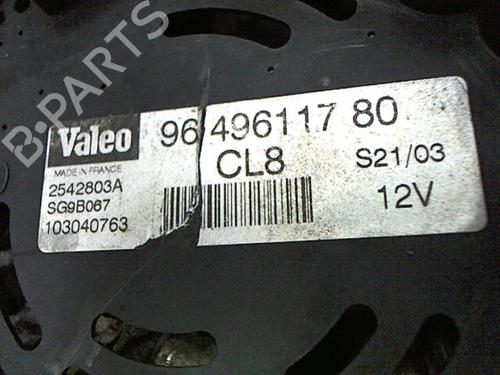 B-PARTS
Valeo
MADE IN FRANCE
2542803A
SG9B067
103040763
96 496117 80
CL8
S21/03
12V